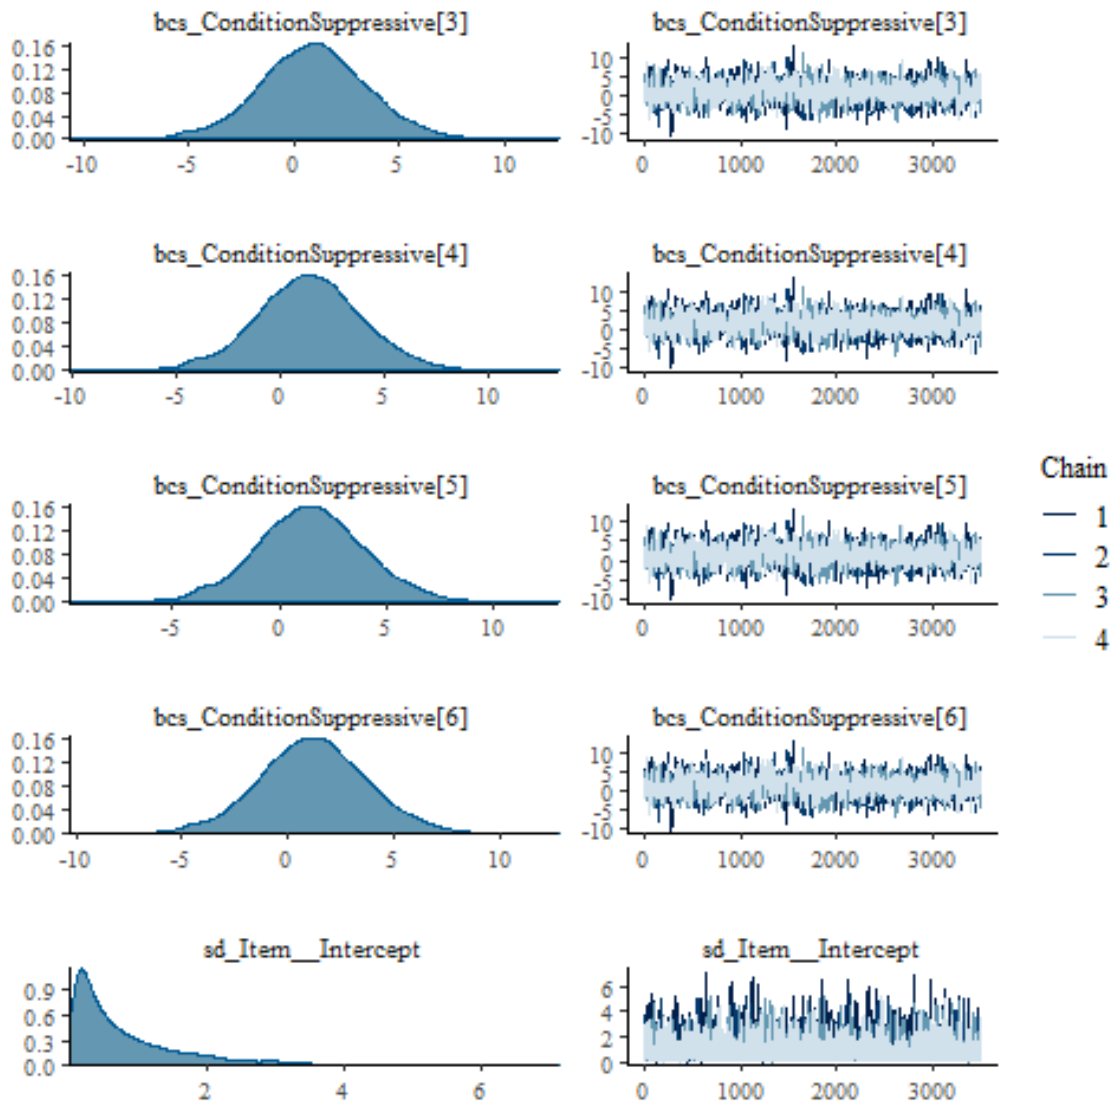 bcs_ConditionSuppressive[3]
0.16
0.12
0.08
0.04
0.00
-10 -5 0 5 10
bcs_ConditionSuppressive[3]
10
5
0
-5
-10
0 1000 2000 3000
bcs_ConditionSuppressive[4]
0.16
0.12
0.08
0.04
0.00
-10 -5 0 5 10
bcs_ConditionSuppressive[4]
10
5
0
-5
-10
0 1000 2000 3000
bcs_ConditionSuppressive[5]
0.16
0.12
0.08
0.04
0.00
-5 0 5 10
bcs_ConditionSuppressive[5]
10
5
0
-5
-10
0 1000 2000 3000
bcs_ConditionSuppressive[6]
0.16
0.12
0.08
0.04
0.00
-10 -5 0 5 10
bcs_ConditionSuppressive[6]
10
5
0
-5
-10
0 1000 2000 3000
sd_Item__Intercept
0.9
0.6
0.3
0.0
2 4 6
sd_Item__Intercept
6
4
2
0
0 1000 2000 3000
Chain
1
2
3
4